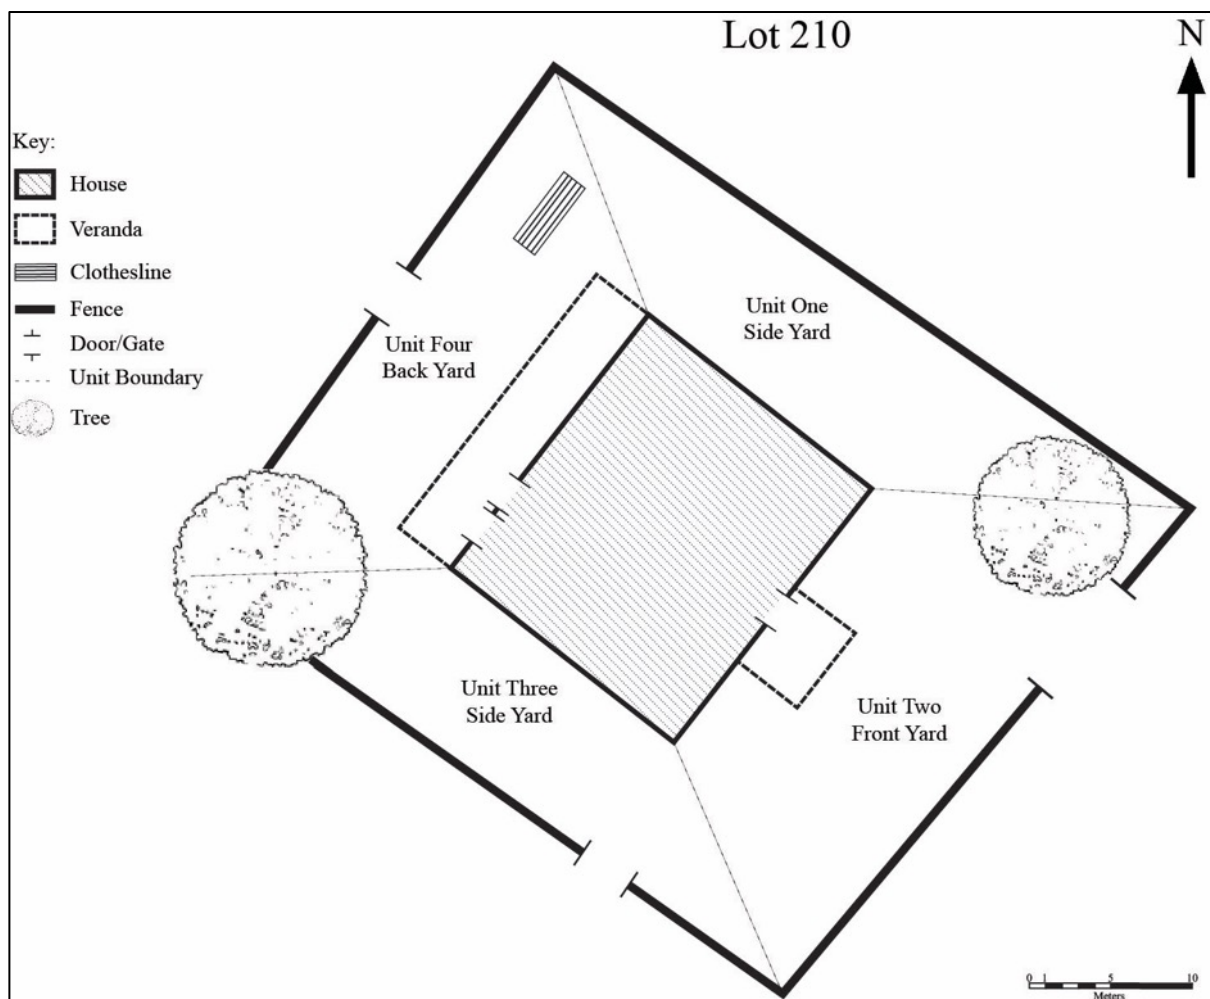 Lot 210
N
Key:
House
Veranda
Clothesline
Fence
Door/Gate
Unit Boundary
Tree
Unit One
Side Yard
Unit Four
Back Yard
Unit Three
Side Yard
Unit Two
Front Yard
0 1 5 10
Meters